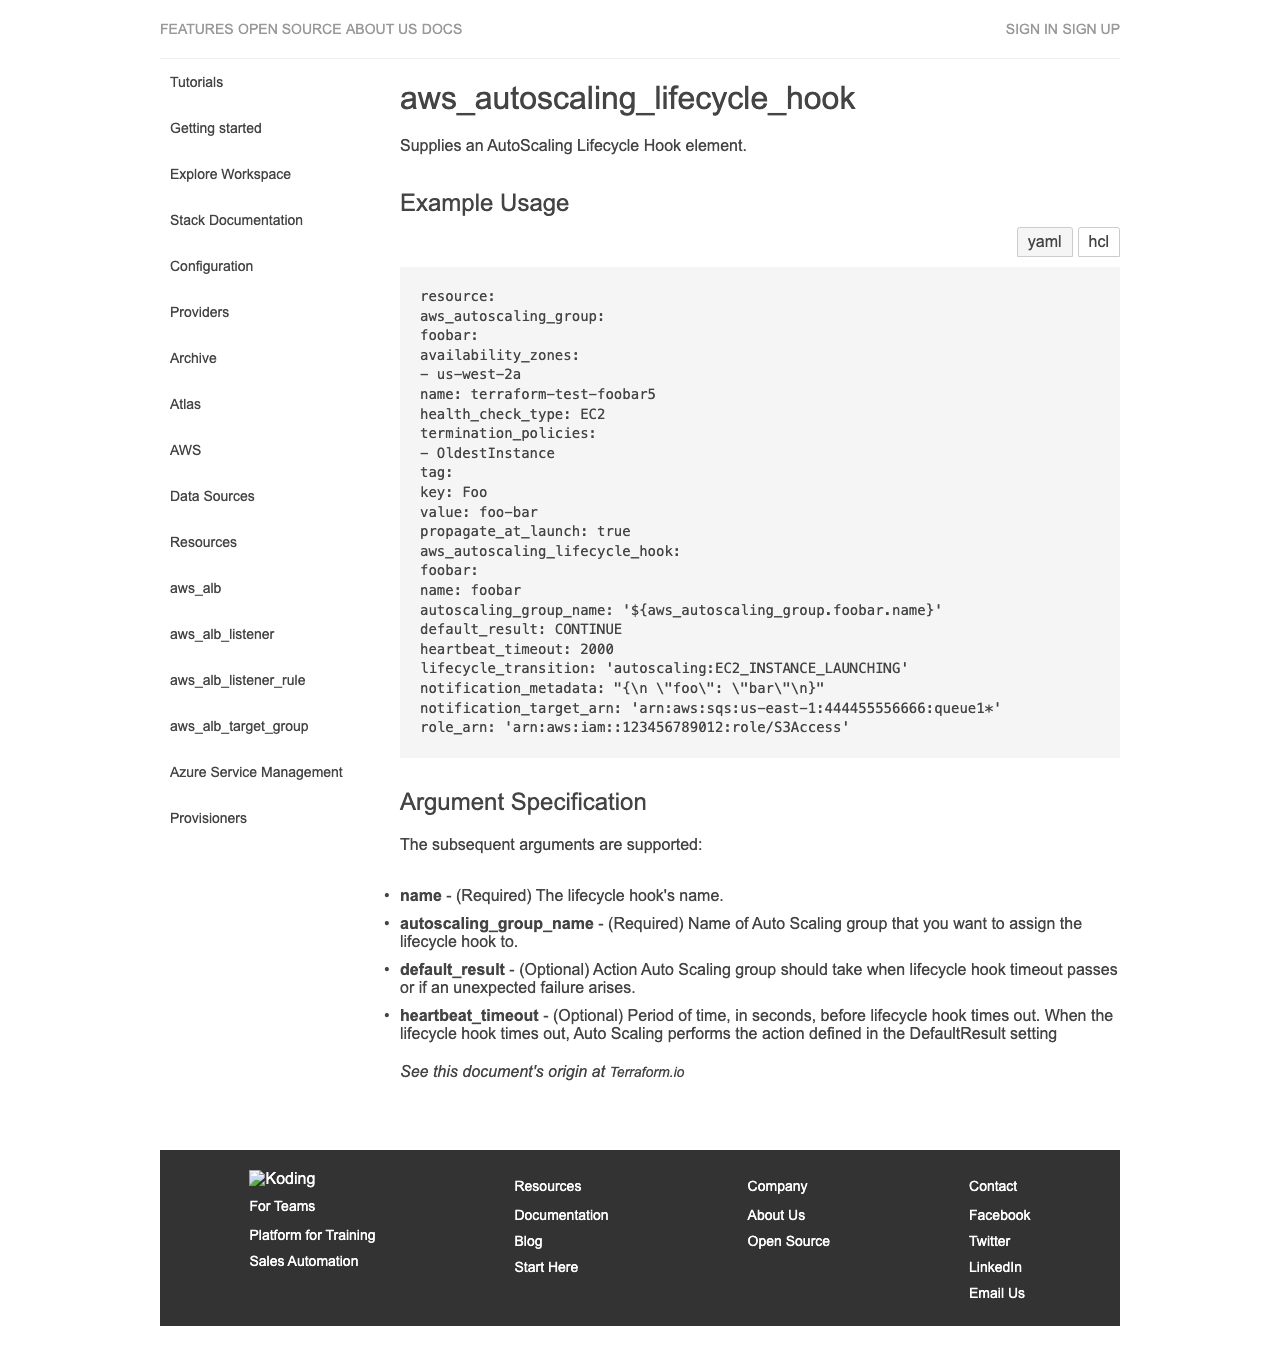 FEATURES OPEN SOURCE ABOUT US DOCS
SIGN IN SIGN UP
Tutorials
Getting started
Explore Workspace
Stack Documentation
Configuration
Providers
Archive
Atlas
AWS
Data Sources
Resources
aws_alb
aws_alb_listener
aws_alb_listener_rule
aws_alb_target_group
Azure Service Management
Provisioners
aws_autoscaling_lifecycle_hook
Supplies an AutoScaling Lifecycle Hook element.
Example Usage
yaml hcl
resource:
aws_autoscaling_group:
foobar:
availability_zones:
- us-west-2a
name: terraform-test-foobar5
health_check_type: EC2
termination_policies:
- OldestInstance
tag:
key: Foo
value: foo-bar
propagate_at_launch: true
aws_autoscaling_lifecycle_hook:
foobar:
name: foobar
autoscaling_group_name: '${aws_autoscaling_group.foobar.name}'
default_result: CONTINUE
heartbeat_timeout: 2000
lifecycle_transition: 'autoscaling:EC2_INSTANCE_LAUNCHING'
notification_metadata: "{\n \"foo\": \"bar\"\n}"
notification_target_arn: 'arn:aws:sqs:us-east-1:444455556666:queue1*'
role_arn: 'arn:aws:iam::123456789012:role/S3Access'
Argument Specification
The subsequent arguments are supported:
• name - (Required) The lifecycle hook's name.
• autoscaling_group_name - (Required) Name of Auto Scaling group that you want to assign the
lifecycle hook to.
• default_result - (Optional) Action Auto Scaling group should take when lifecycle hook timeout passes
or if an unexpected failure arises.
• heartbeat_timeout - (Optional) Period of time, in seconds, before lifecycle hook times out. When the
lifecycle hook times out, Auto Scaling performs the action defined in the DefaultResult setting
See this document's origin at Terraform.io
Koding
For Teams
Platform for Training
Sales Automation
Resources
Documentation
Blog
Start Here
Company
About Us
Open Source
Contact
Facebook
Twitter
LinkedIn
Email Us